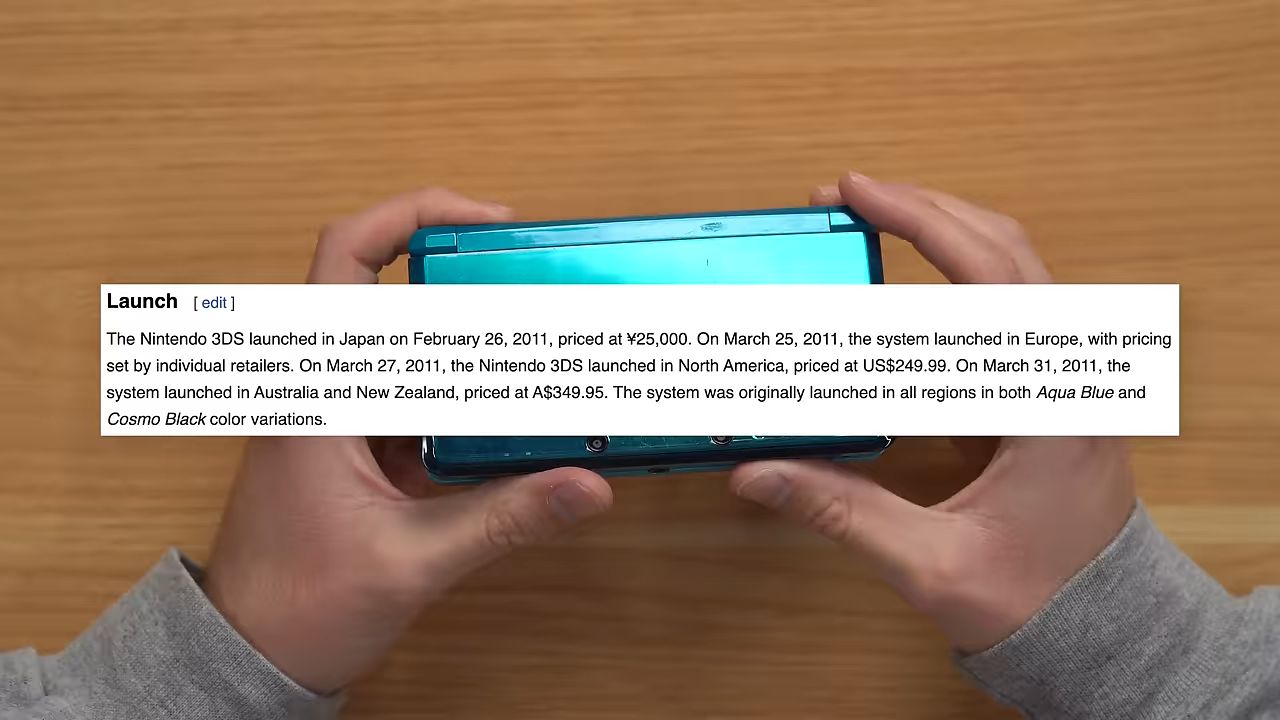 Launch [ edit ]
The Nintendo 3DS launched in Japan on February 26, 2011, priced at ¥25,000. On March 25, 2011, the system launched in Europe, with pricing
set by individual retailers. On March 27, 2011, the Nintendo 3DS launched in North America, priced at US$249.99. On March 31, 2011, the
system launched in Australia and New Zealand, priced at A$349.95. The system was originally launched in all regions in both Aqua Blue and
Cosmo Black color variations.